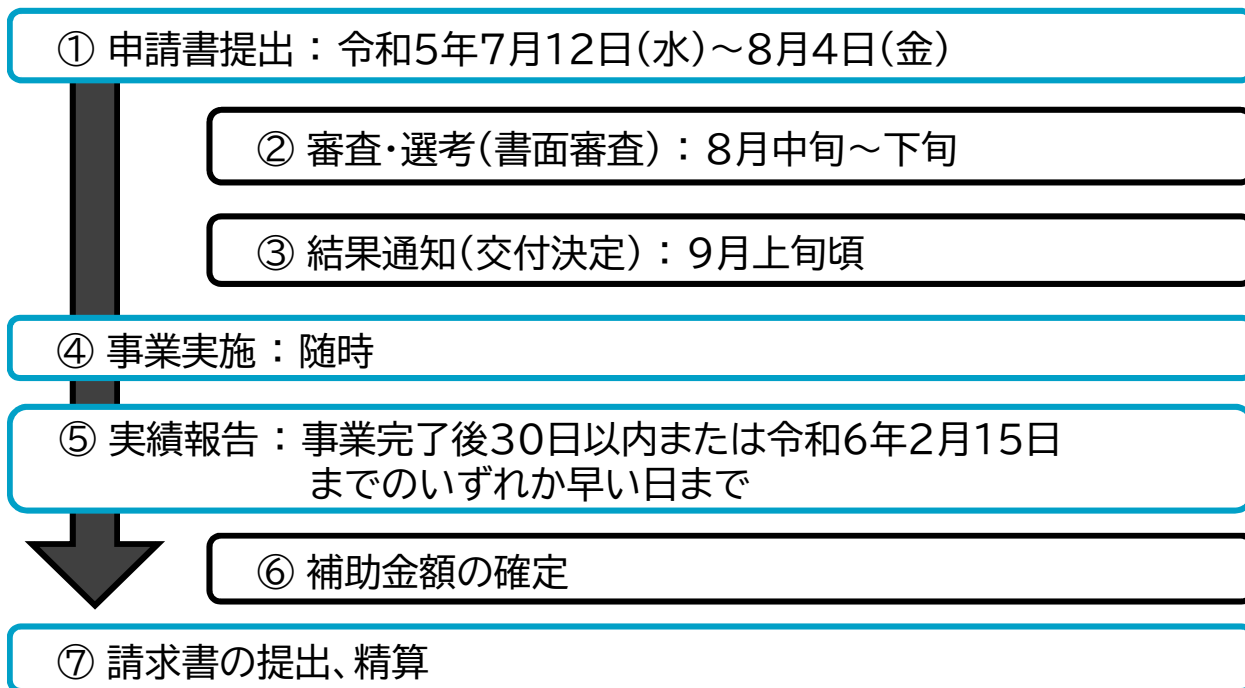 ① 申請書提出：令和5年7月12日(水)～8月4日(金)
② 審査・選考(書面審査)：8月中旬～下旬
③ 結果通知(交付決定)：9月上旬頃
④ 事業実施：随時
⑤ 実績報告：事業完了後30日以内または令和6年2月15日
までのいずれか早い日まで
⑥ 補助金額の確定
⑦ 請求書の提出、精算